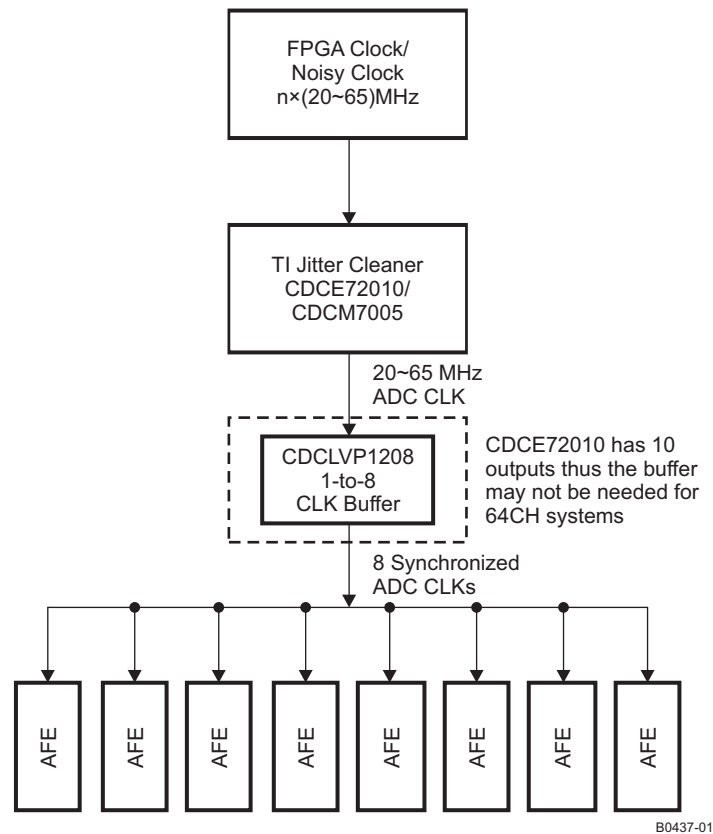 FPGA Clock/
Noisy Clock
n×(20~65)MHz
TI Jitter Cleaner
CDCE72010/
CDCM7005
20~65 MHz
ADC CLK
CDCLVP1208
1-to-8
CLK Buffer
CDCE72010 has 10
outputs thus the buffer
may not be needed for
64CH systems
8 Synchronized
ADC CLKs
AFE
AFE
AFE
AFE
AFE
AFE
AFE
AFE
B0437-01